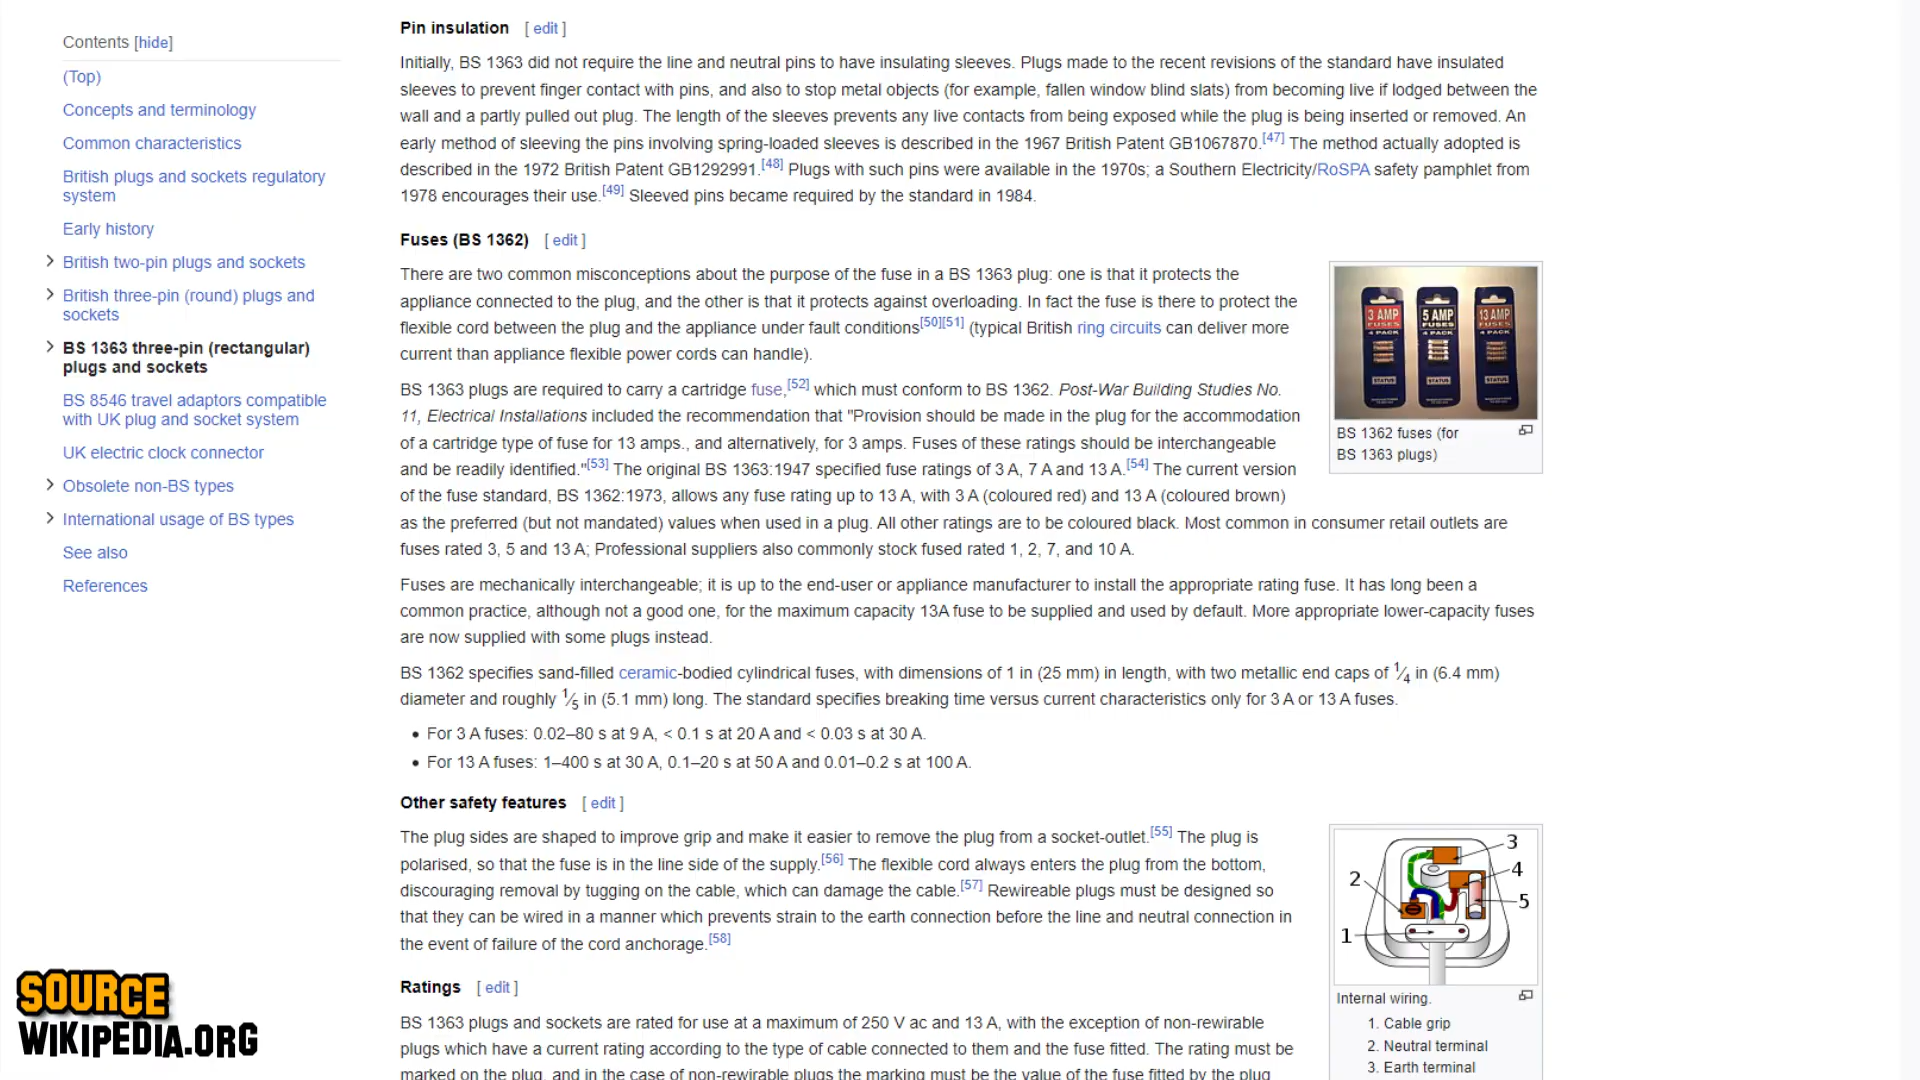 Contents [hide]
(Top)
Concepts and terminology
Common characteristics
British plugs and sockets regulatory
system
Early history
British two-pin plugs and sockets
British three-pin (round) plugs and
sockets
BS 1363 three-pin (rectangular)
plugs and sockets
BS 8546 travel adaptors compatible
with UK plug and socket system
UK electric clock connector
Obsolete non-BS types
International usage of BS types
See also
References
Pin insulation [ edit ]
Initially, BS 1363 did not require the line and neutral pins to have insulating sleeves. Plugs made to the recent revisions of the standard have insulated
sleeves to prevent finger contact with pins, and also to stop metal objects (for example, fallen window blind slats) from becoming live if lodged between the
wall and a partly pulled out plug. The length of the sleeves prevents any live contacts from being exposed while the plug is being inserted or removed. An
early method of sleeving the pins involving spring-loaded sleeves is described in the 1967 British Patent GB1067870.[47] The method actually adopted is
described in the 1972 British Patent GB1292991.[48] Plugs with such pins were available in the 1970s; a Southern Electricity/RoSPA safety pamphlet from
1978 encourages their use.[49] Sleeved pins became required by the standard in 1984.
Fuses (BS 1362) [ edit ]
There are two common misconceptions about the purpose of the fuse in a BS 1363 plug: one is that it protects the
appliance connected to the plug, and the other is that it protects against overloading. In fact the fuse is there to protect the
flexible cord between the plug and the appliance under fault conditions[50][51] (typical British ring circuits can deliver more
current than appliance flexible power cords can handle).
BS 1363 plugs are required to carry a cartridge fuse,[52] which must conform to BS 1362. Post-War Building Studies No.
11, Electrical Installations included the recommendation that "Provision should be made in the plug for the accommodation
of a cartridge type of fuse for 13 amps., and alternatively, for 3 amps. Fuses of these ratings should be interchangeable
and be readily identified."[53] The original BS 1363:1947 specified fuse ratings of 3 A, 7 A and 13 A.[54] The current version
of the fuse standard, BS 1362:1973, allows any fuse rating up to 13 A, with 3 A (coloured red) and 13 A (coloured brown)
as the preferred (but not mandated) values when used in a plug. All other ratings are to be coloured black. Most common in consumer retail outlets are
fuses rated 3, 5 and 13 A; Professional suppliers also commonly stock fused rated 1, 2, 7, and 10 A.
Fuses are mechanically interchangeable; it is up to the end-user or appliance manufacturer to install the appropriate rating fuse. It has long been a
common practice, although not a good one, for the maximum capacity 13A fuse to be supplied and used by default. More appropriate lower-capacity fuses
are now supplied with some plugs instead.
BS 1362 specifies sand-filled ceramic-bodied cylindrical fuses, with dimensions of 1 in (25 mm) in length, with two metallic end caps of 1⁄4 in (6.4 mm)
diameter and roughly 1⁄5 in (5.1 mm) long. The standard specifies breaking time versus current characteristics only for 3 A or 13 A fuses.
• For 3 A fuses: 0.02–80 s at 9 A, < 0.1 s at 20 A and < 0.03 s at 30 A.
• For 13 A fuses: 1–400 s at 30 A, 0.1–20 s at 50 A and 0.01–0.2 s at 100 A.
Other safety features [ edit ]
The plug sides are shaped to improve grip and make it easier to remove the plug from a socket-outlet.[55] The plug is
polarised, so that the fuse is in the line side of the supply.[56] The flexible cord always enters the plug from the bottom,
discouraging removal by tugging on the cable, which can damage the cable.[57] Rewireable plugs must be designed so
that they can be wired in a manner which prevents strain to the earth connection before the line and neutral connection in
the event of failure of the cord anchorage.[58]
Ratings [ edit ]
BS 1363 plugs and sockets are rated for use at a maximum of 250 V ac and 13 A, with the exception of non-rewirable
plugs which have a current rating according to the type of cable connected to them and the fuse fitted. The rating must be
marked on the plug, and in the case of non-rewirable plugs the marking must be the value of the fuse fitted by the plug
3 AMP
FUSES
4 PACK
STATUS
5 AMP
FUSES
4 PACK
STATUS
13 AMP
FUSES
4 PACK
STATUS
BS 1362 fuses (for
BS 1363 plugs)
3
4
2
5
1
Internal wiring.
1. Cable grip
2. Neutral terminal
3. Earth terminal
SOURCE
WIKIPEDIA.ORG